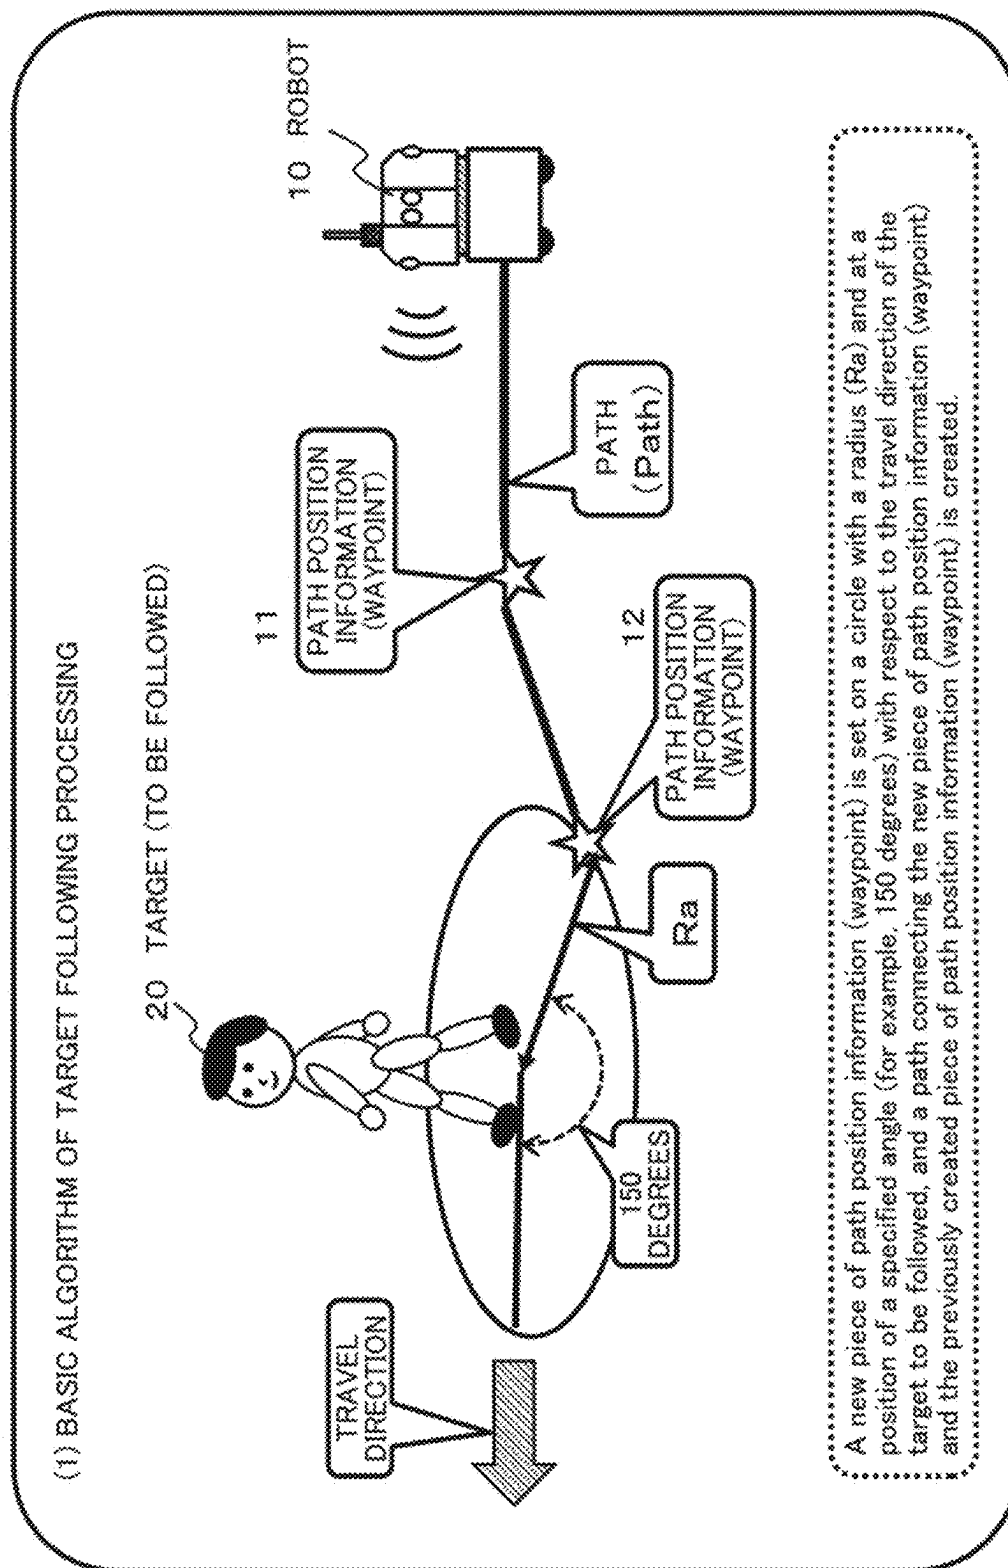 (1) BASIC ALGORITHM OF TARGET FOLLOWING PROCESSING
20 TARGET (TO BE FOLLOWED)
10 ROBOT
11
PATH POSITION
INFORMATION
(WAYPOINT)
TRAVEL
DIRECTION
PATH
(Path)
12
PATH POSITION
INFORMATION
(WAYPOINT)
Ra
150
DEGREES
A new piece of path position information (waypoint) is set on a circle with a radius (Ra) and at a
position of a specified angle (for example, 150 degrees) with respect to the travel direction of the
target to be followed, and a path connecting the new piece of path position information (waypoint)
and the previously created piece of path position information (waypoint) is created.